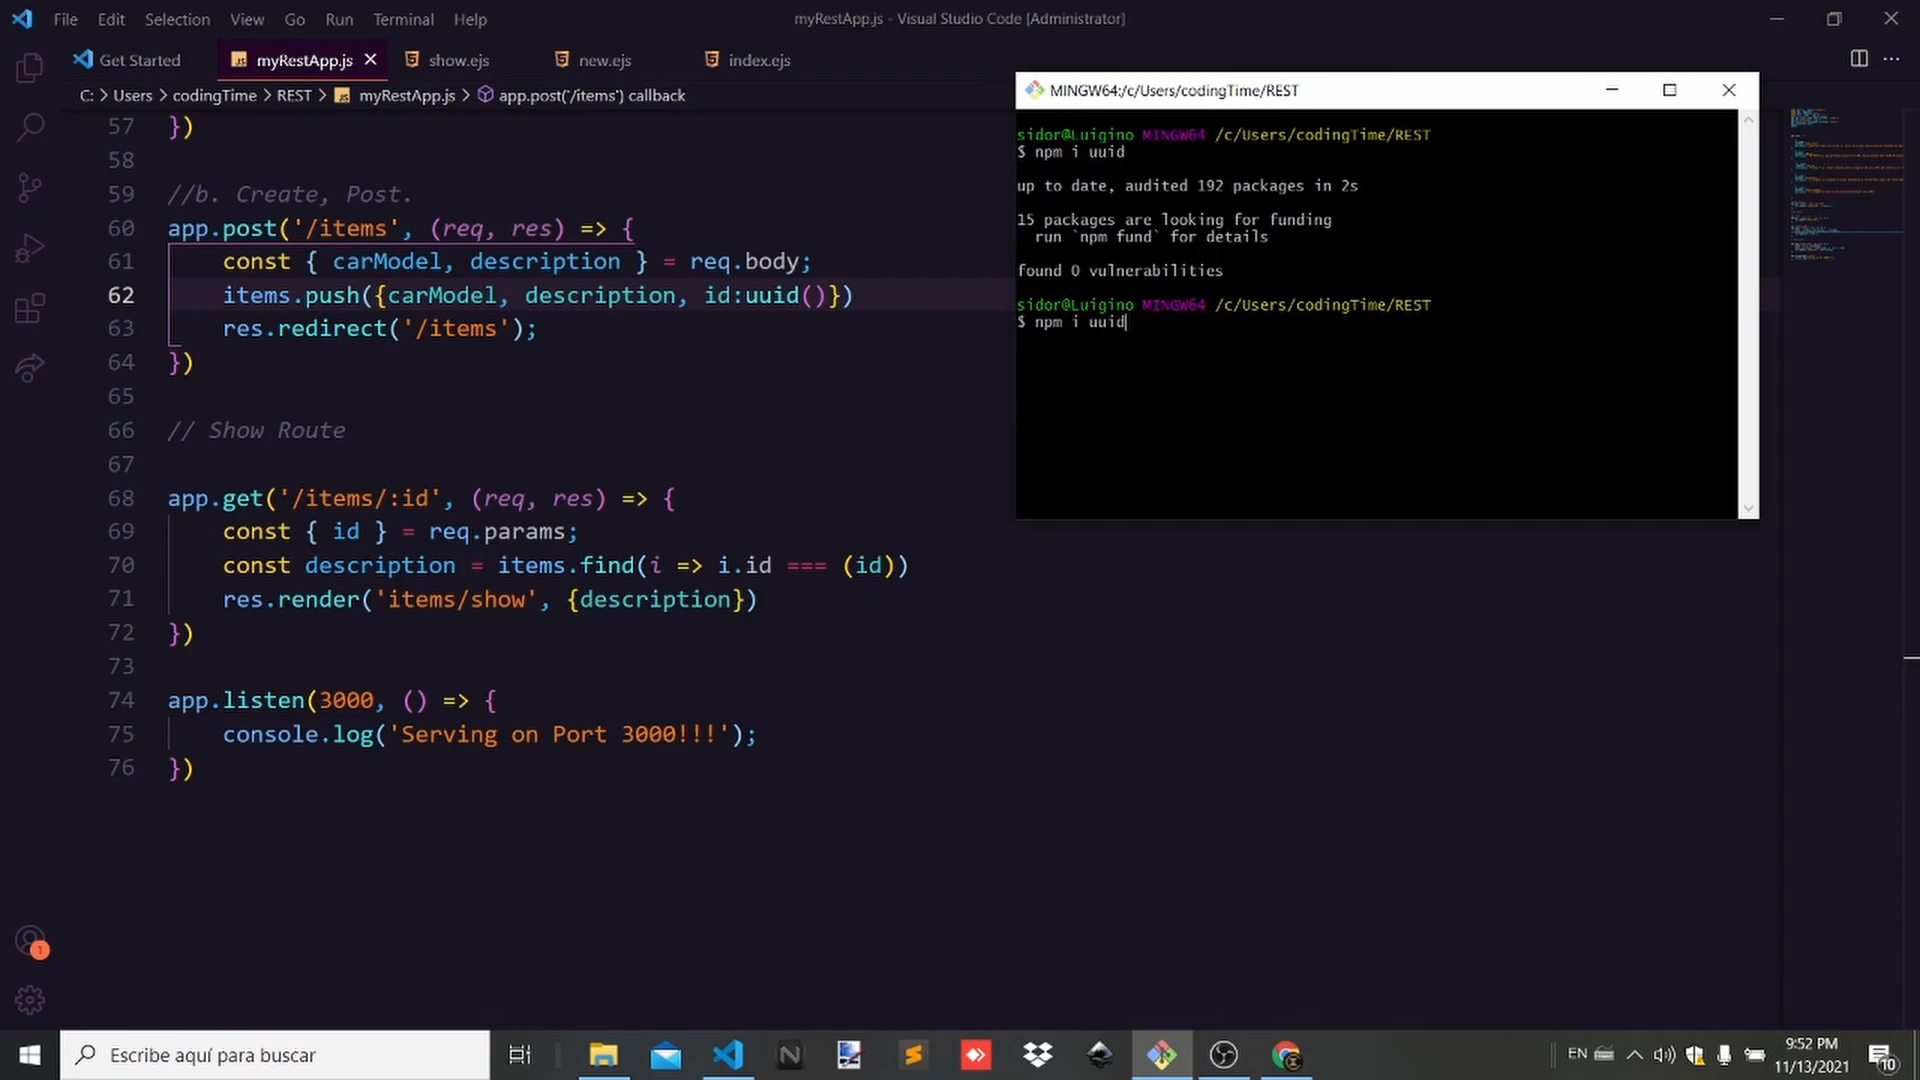 File Edit Selection View Go Run Terminal Help
myRestApp.js - Visual Studio Code [Administrator]
Get Started myRestApp.js show.ejs new.ejs index.ejs
C: > Users > codingTime > REST > myRestApp.js > app.post('/items') callback
57 })
58
59 //b. Create, Post.
60 app.post('/items', (req, res) => {
61 const { carModel, description } = req.body;
62 items.push({carModel, description, id:uuid()})
63 res.redirect('/items');
64 })
65
66 // Show Route
67
68 app.get('/items/:id', (req, res) => {
69 const { id } = req.params;
70 const description = items.find(i => i.id === (id))
71 res.render('items/show', {description})
72 })
73
74 app.listen(3000, () => {
75 console.log('Serving on Port 3000!!!');
76 })
MINGW64:/c/Users/codingTime/REST
sidor@Luigino MINGW64 /c/Users/codingTime/REST
$ npm i uuid
up to date, audited 192 packages in 2s
15 packages are looking for funding
run `npm fund` for details
found 0 vulnerabilities
sidor@Luigino MINGW64 /c/Users/codingTime/REST
$ npm i uuid
1
Escribe aquí para buscar
EN
9:52 PM
11/13/2021
10